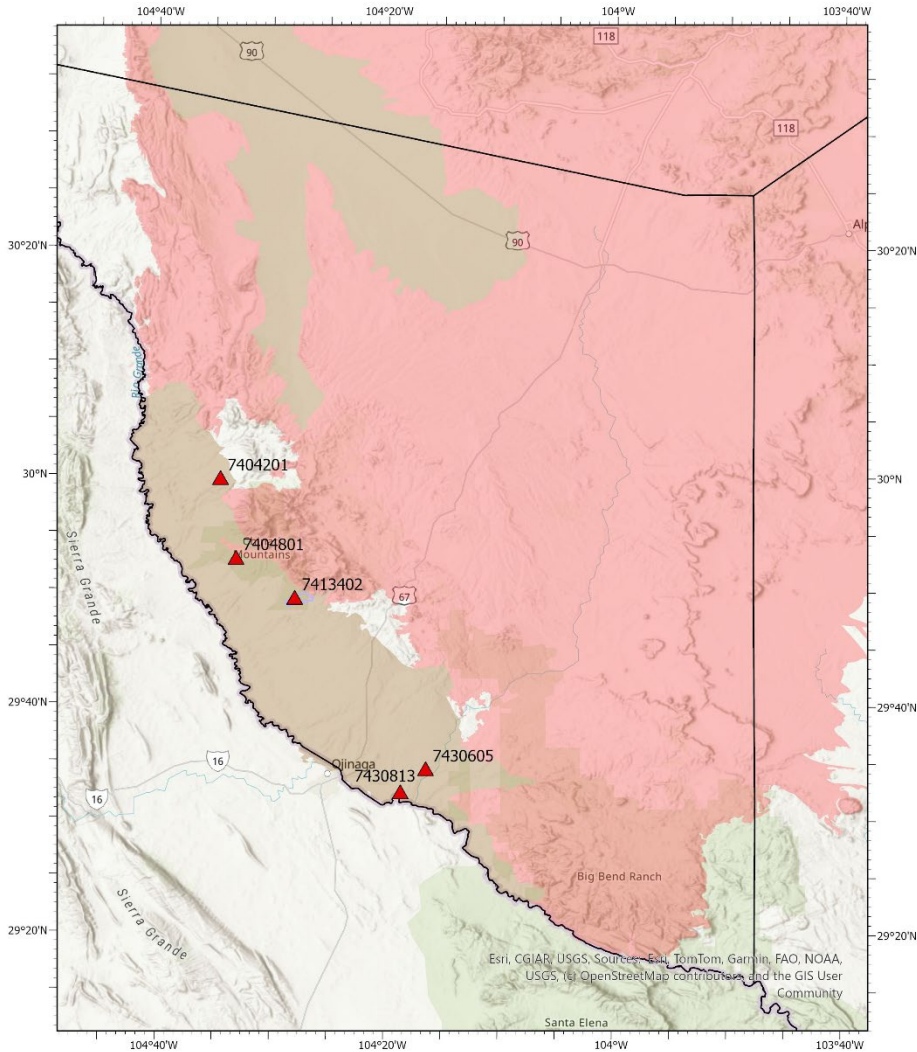 104°40'W
104°20'W
104°W
103°40'W
90
118
118
Alp
30°20'N
90
30°20'N
Rio Grande
7404201
30°N
30°N
7404801
Mountains
Sierra Grande
7413402
67
29°40'N
29°40'N
7430605
16
Ojinaga
7430813
16
Big Bend Ranch
Sierra Grande
29°20'N
29°20'N
Esri, CGIAR, USGS, Sources: Esri, TomTom, Garmin, FAO, NOAA,
USGS, (c) OpenStreetMap contributors, and the GIS User
Community
Santa Elena
104°40'W
104°20'W
104°W
103°40'W